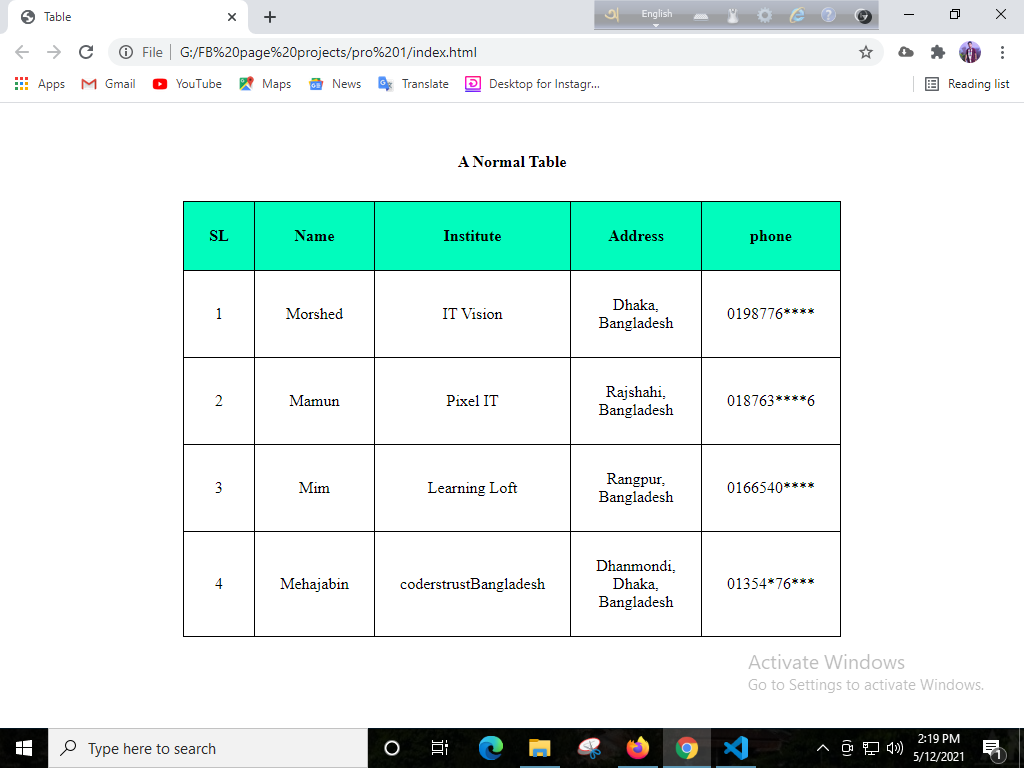 Table
English
File
G:/FB%20page%20projects/pro%201/index.html
Apps Gmail YouTube Maps News Translate Desktop for Instagr... Reading list
A Normal Table
SL Name Institute Address phone
1 Morshed IT Vision Dhaka, Bangladesh 0198776****
2 Mamun Pixel IT Rajshahi, Bangladesh 018763****6
3 Mim Learning Loft Rangpur, Bangladesh 0166540****
4 Mehajabin coderstrustBangladesh Dhanmondi, Dhaka, Bangladesh 01354*76***
Activate Windows
Go to Settings to activate Windows.
Type here to search
2:19 PM
5/12/2021
1